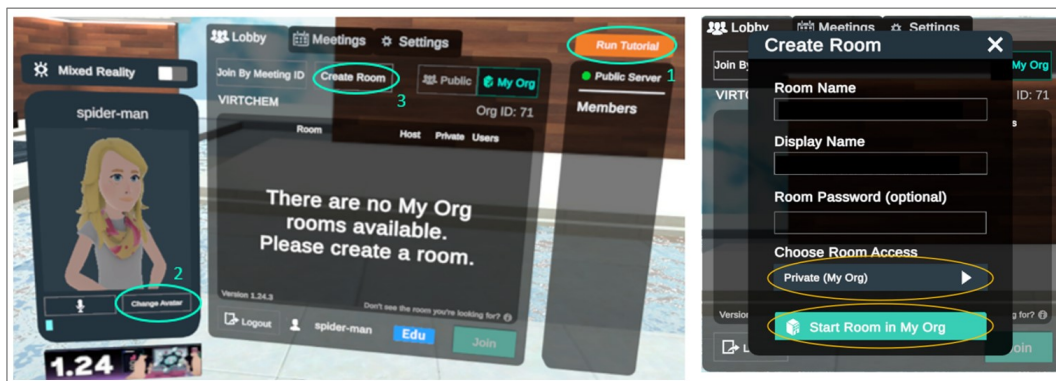 Mixed Reality
spider-man
2
Change Avatar
1.24
Lobby
Meetings
Settings
Join By Meeting ID
Create Room
3
Public
My Org
VIRTCHEM
Org ID: 71
Room Host Private Users
There are no My Org
rooms available.
Please create a room.
Version 1.24.3
Don't see the room you're looking for?
Logout
spider-man
Edu
Join
Run Tutorial
1
Public Server
Members
Lobby
Meetings
Settings
Create Room
Join By
My Org
VIRT
ID: 71
Room Name
Display Name
Room Password (optional)
Choose Room Access
Private (My Org)
Start Room in My Org
Version
g for?
L
oin